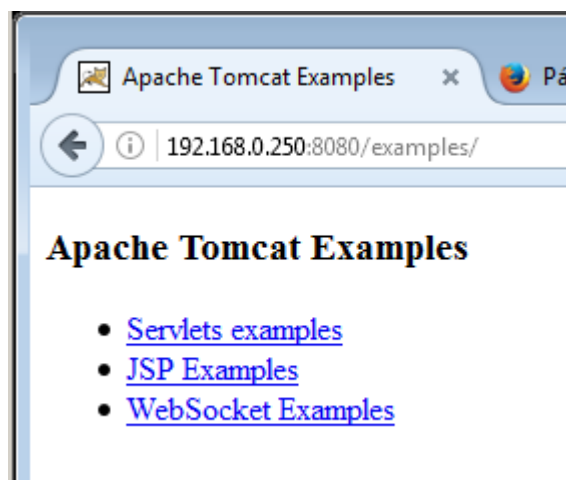 Apache Tomcat Examples
Pá
192.168.0.250:8080/examples/
Apache Tomcat Examples
Servlets examples
JSP Examples
WebSocket Examples